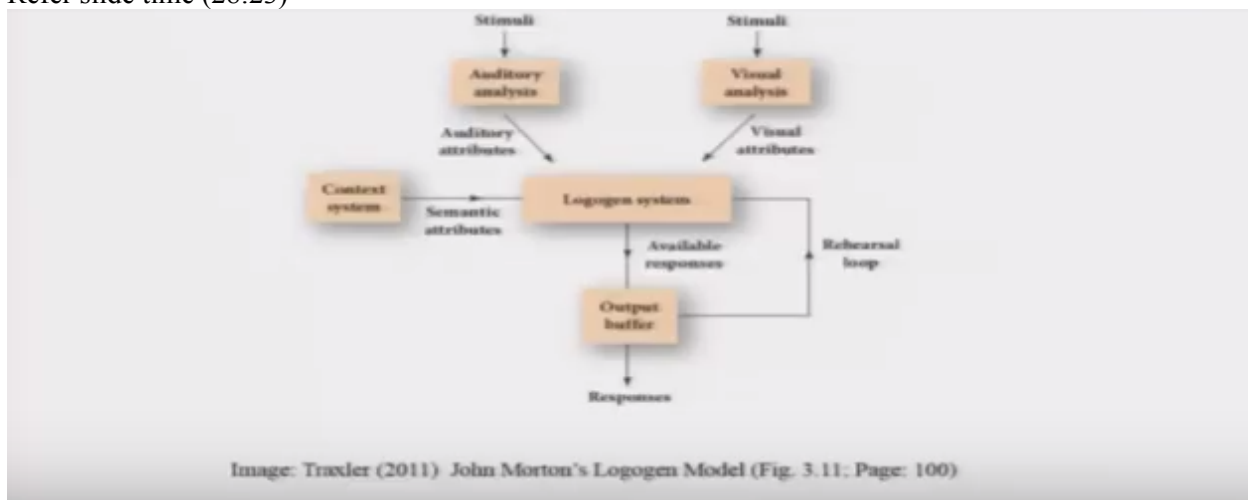 Refer slide time (28:25)
Stimuli
Stimuli
Auditory
analysis
Visual
analysis
Auditory
attributes
Visual
attributes
Context
system
Semantic
attributes
Logogen system
Available
responses
Rehearsal
loop
Output
buffer
Responses
Image: Traxler (2011) John Morton's Logogen Model (Fig. 3.11; Page: 100)